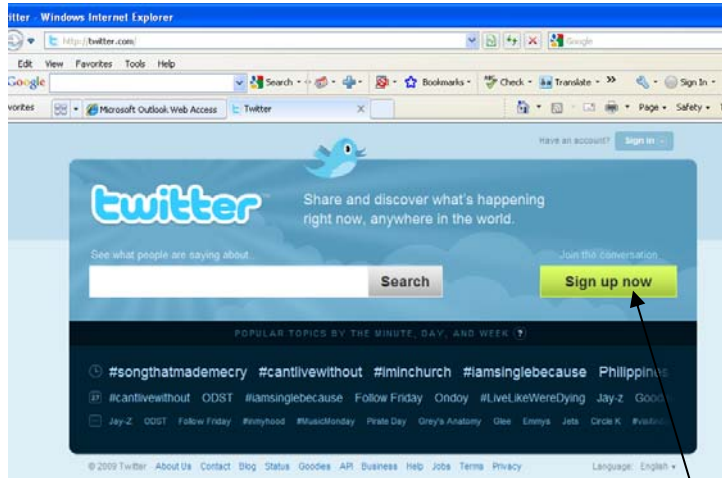 itter - Windows Internet Explorer
http://twitter.com/
Google
Edit View Favorites Tools Help
Google Search Bookmarks Check Translate Sign In
vorites Microsoft Outlook Web Access Twitter Page Safety
Have an account? Sign in
twitter
Share and discover what's happening
right now, anywhere in the world.
See what people are saying about...
Join the conversation
Search
Sign up now
POPULAR TOPICS BY THE MINUTE, DAY, AND WEEK ?
#songthatmademecry #cantlivewithout #iminchurch #iamsinglebecause Philippines
#cantlivewithout ODST #iamsinglebecause Follow Friday Ondoy #LiveLikeWereDying Jay-z
Jay-Z ODST Follow Friday #inmyhood #MusicMonday Pirate Day Grey's Anatomy Glee Emmys Jets Circle K
© 2009 Twitter About Us Contact Blog Status Goodies API Business Help Jobs Terms Privacy
Language: English